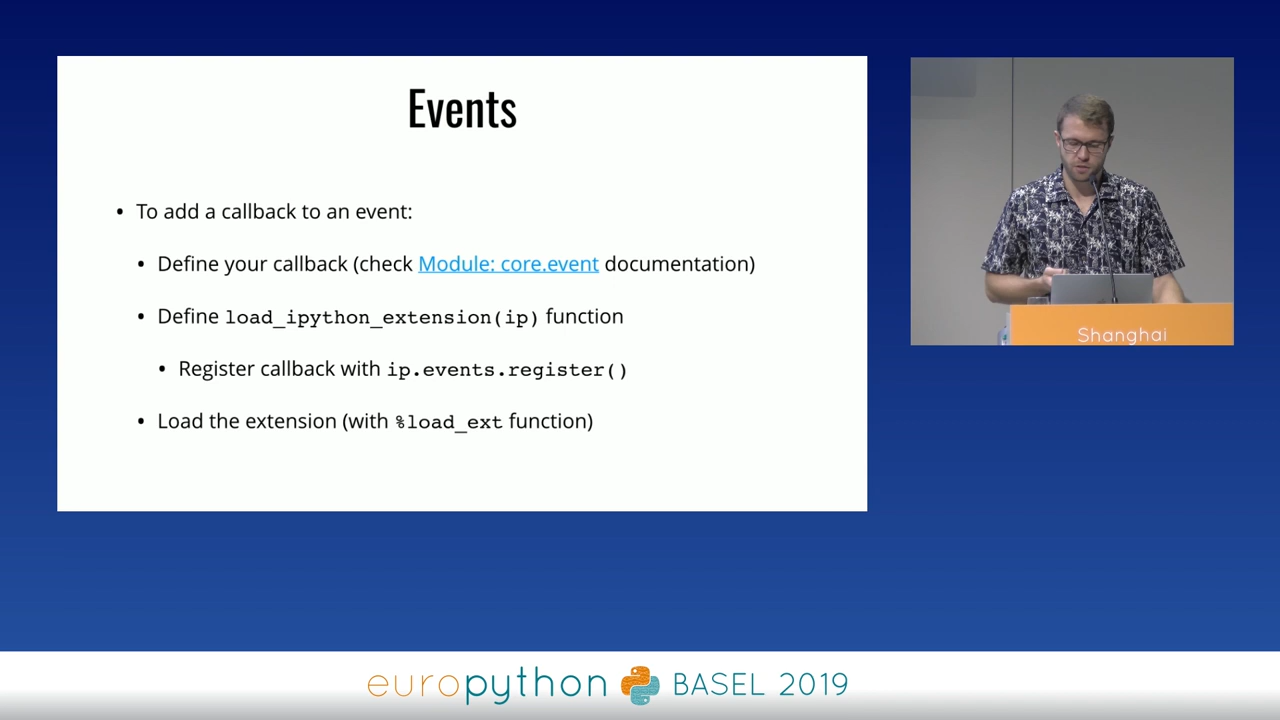 Events
• To add a callback to an event:
• Define your callback (check Module: core.event documentation)
• Define load_ipython_extension(ip) function
• Register callback with ip.events.register()
• Load the extension (with %load_ext function)
Shanghai
europython BASEL 2019